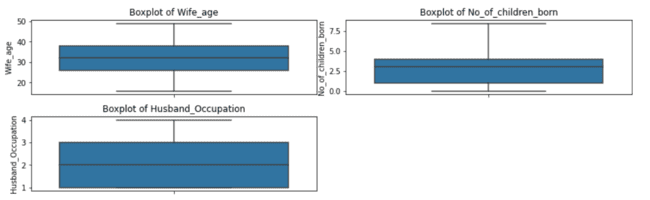 Boxplot of Wife_age
50
40
30
20
Wife_age
Boxplot of No_of_children_born
7.5
5.0
2.5
0.0
No_of_children_born
Boxplot of Husband_Occupation
4
3
2
1
Husband_Occupation